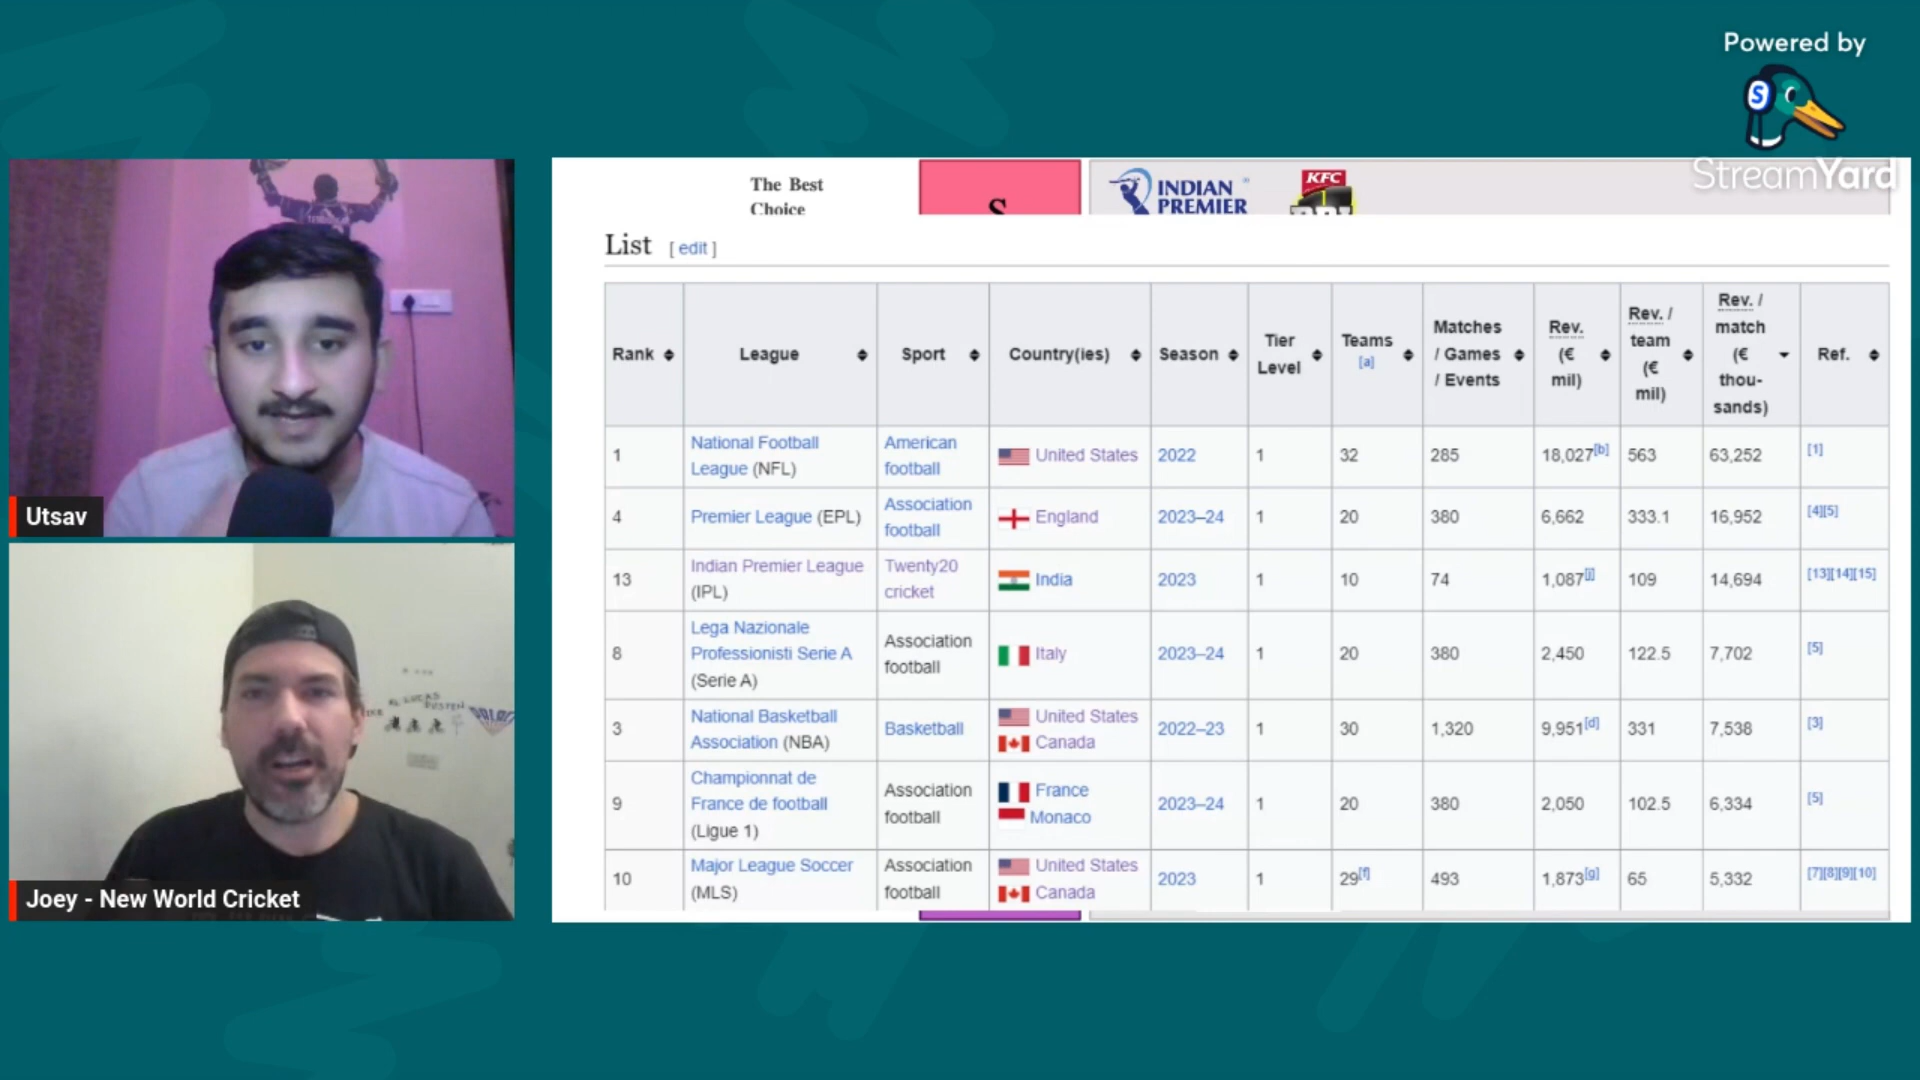 Powered by
StreamYard
The Best
Choice
S
INDIAN
PREMIER
KFC
List [ edit ]
Rank League Sport Country(ies) Season Tier Level Teams [a] Matches / Games / Events Rev. (€ mil) Rev. / team (€ mil) Rev. / match (€ thou-sands) Ref.
1 National Football League (NFL) American football United States 2022 1 32 285 18,027[b] 563 63,252 [1]
4 Premier League (EPL) Association football England 2023–24 1 20 380 6,662 333.1 16,952 [4][5]
13 Indian Premier League (IPL) Twenty20 cricket India 2023 1 10 74 1,087[j] 109 14,694 [13][14][15]
8 Lega Nazionale Professionisti Serie A (Serie A) Association football Italy 2023–24 1 20 380 2,450 122.5 7,702 [5]
3 National Basketball Association (NBA) Basketball United States Canada 2022–23 1 30 1,320 9,951[d] 331 7,538 [3]
9 Championnat de France de football (Ligue 1) Association football France Monaco 2023–24 1 20 380 2,050 102.5 6,334 [5]
10 Major League Soccer (MLS) Association football United States Canada 2023 1 29[f] 493 1,873[g] 65 5,332 [7][8][9][10]
Utsav
Joey - New World Cricket